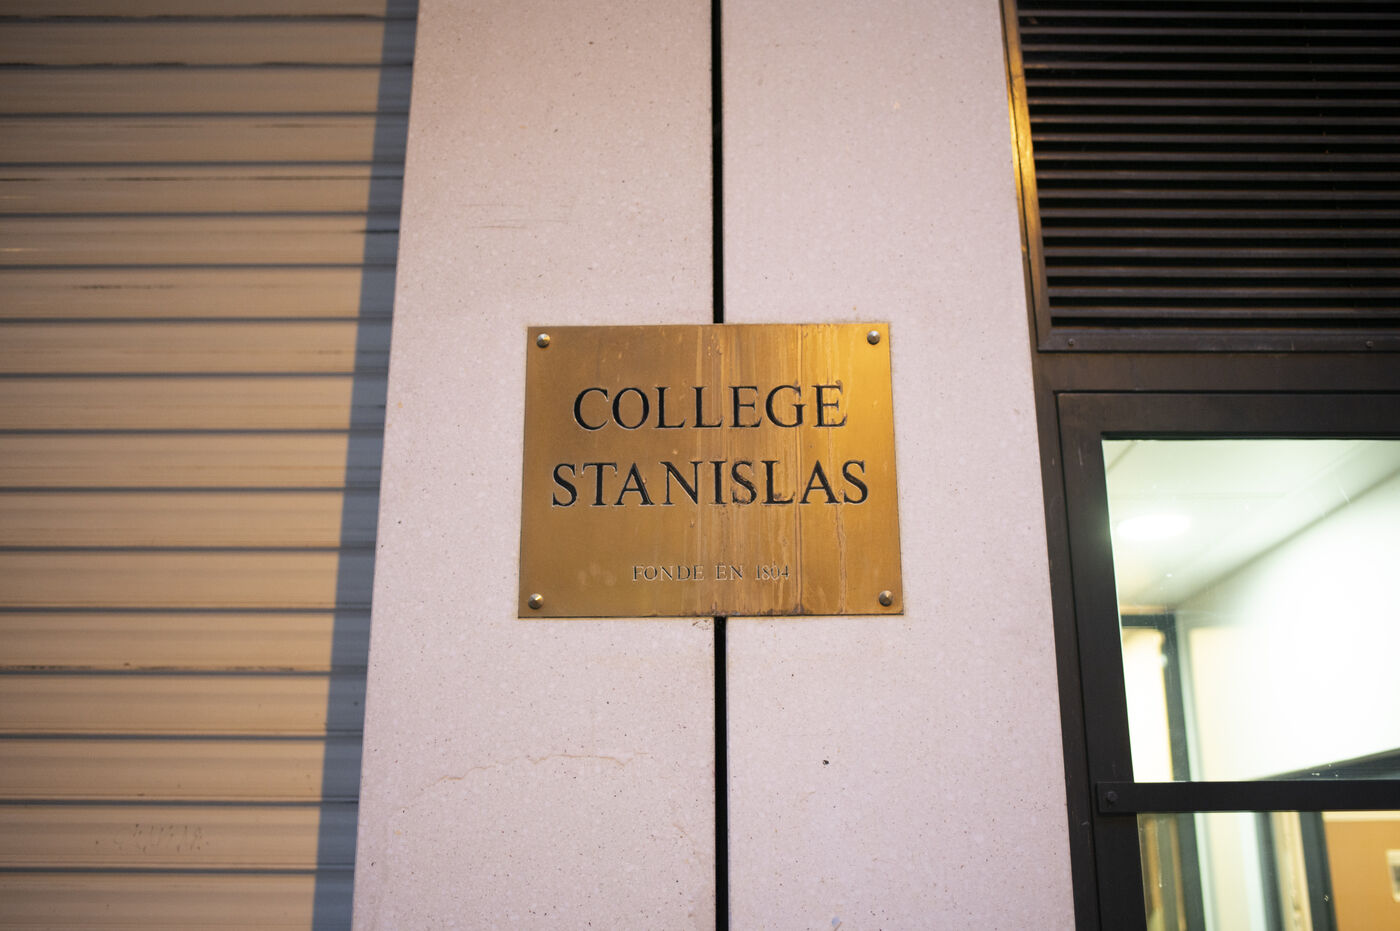 COLLEGE
STANISLAS
FONDE EN 1804